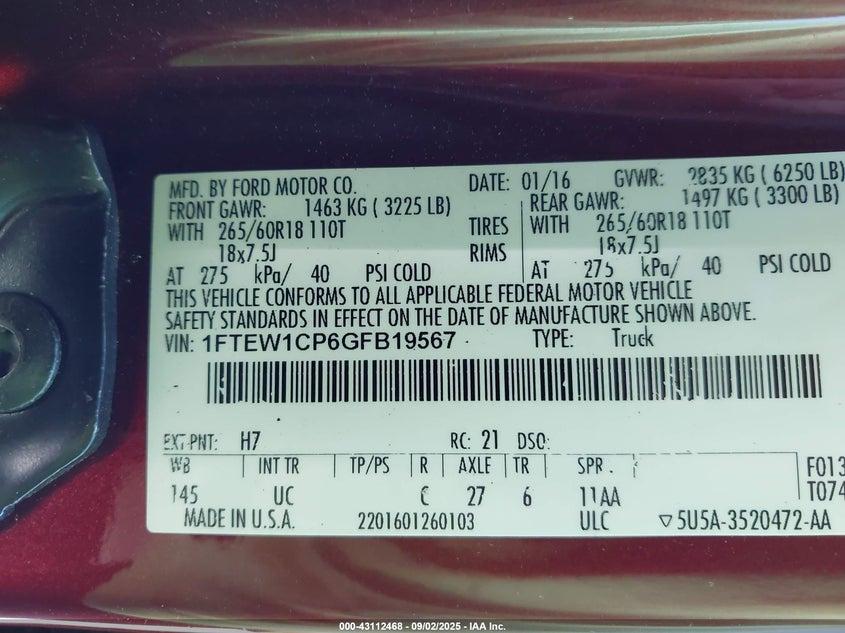 MFD. BY FORD MOTOR CO. DATE: 01/16 GVWR: 2835 KG ( 6250 LB)
FRONT GAWR: 1463 KG ( 3225 LB) REAR GAWR: 1497 KG ( 3300 LB)
WITH 265/60R18 110T TIRES WITH 265/60R18 110T
18x7.5J RIMS 18x7.5J
AT 275 kPa/ 40 PSI COLD AT 275 kPa/ 40 PSI COLD
THIS VEHICLE CONFORMS TO ALL APPLICABLE FEDERAL MOTOR VEHICLE
SAFETY STANDARDS IN EFFECT ON THE DATE OF MANUFACTURE SHOWN ABOVE.
VIN: 1FTEW1CP6GFB19567 TYPE: Truck
EXT PNT: H7 RC: 21 DSO:
WB INT TR TP/PS R AXLE TR SPR F013
145 UC C 27 6 11AA T074
MADE IN U.S.A. 2201601260103 ULC ▽5U5A-3520472-AA
000-43112468 - 09/02/2025 - IAA Inc.